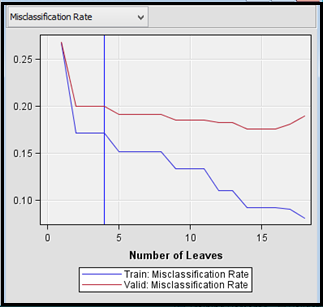 Misclassification Rate
0.25
0.20
0.15
0.10
0
5
10
15
Number of Leaves
Train: Misclassification Rate
Valid: Misclassification Rate